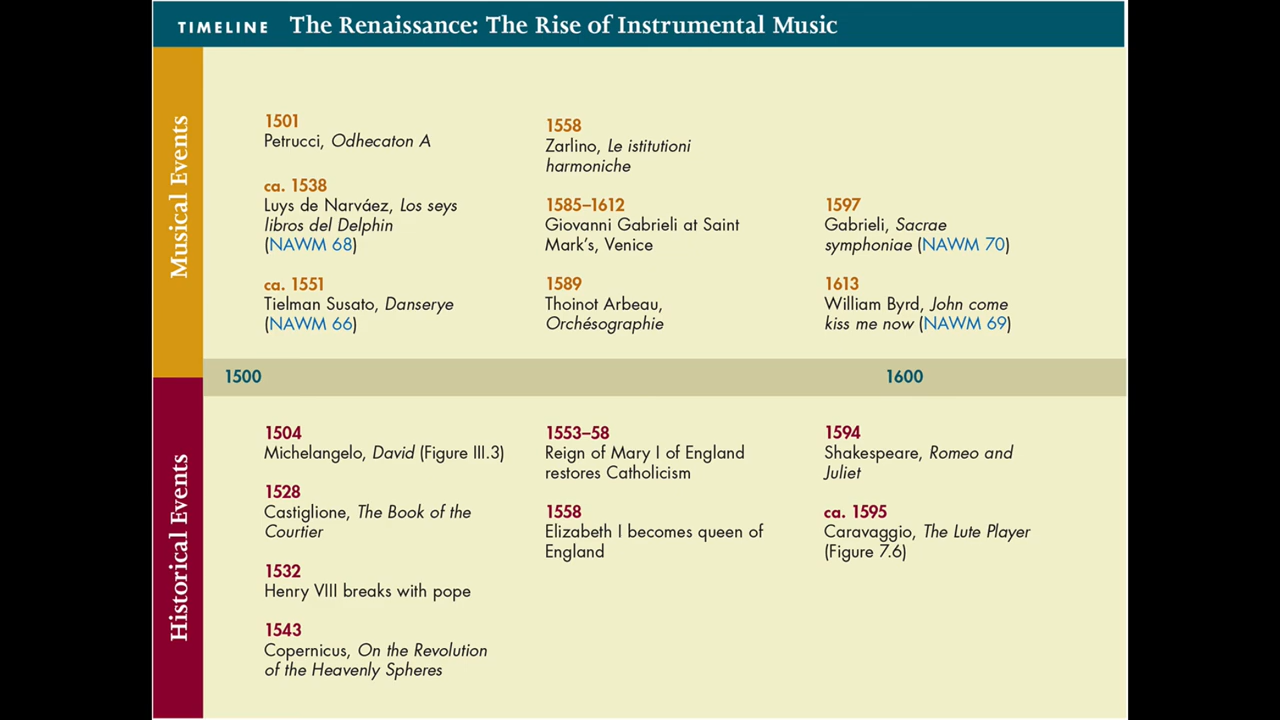 TIMELINE The Renaissance: The Rise of Instrumental Music
Musical Events
1501
Petrucci, Odhecaton A
ca. 1538
Luys de Narváez, Los seys
libros del Delphin
(NAWM 68)
ca. 1551
Tielman Susato, Danserye
(NAWM 66)
1558
Zarlino, Le istitutioni
harmoniche
1585–1612
Giovanni Gabrieli at Saint
Mark's, Venice
1589
Thoinot Arbeau,
Orchésographie
1597
Gabrieli, Sacrae
symphoniae (NAWM 70)
1613
William Byrd, John come
kiss me now (NAWM 69)
1500
1600
Historical Events
1504
Michelangelo, David (Figure III.3)
1528
Castiglione, The Book of the
Courtier
1532
Henry VIII breaks with pope
1543
Copernicus, On the Revolution
of the Heavenly Spheres
1553–58
Reign of Mary I of England
restores Catholicism
1558
Elizabeth I becomes queen of
England
1594
Shakespeare, Romeo and
Juliet
ca. 1595
Caravaggio, The Lute Player
(Figure 7.6)